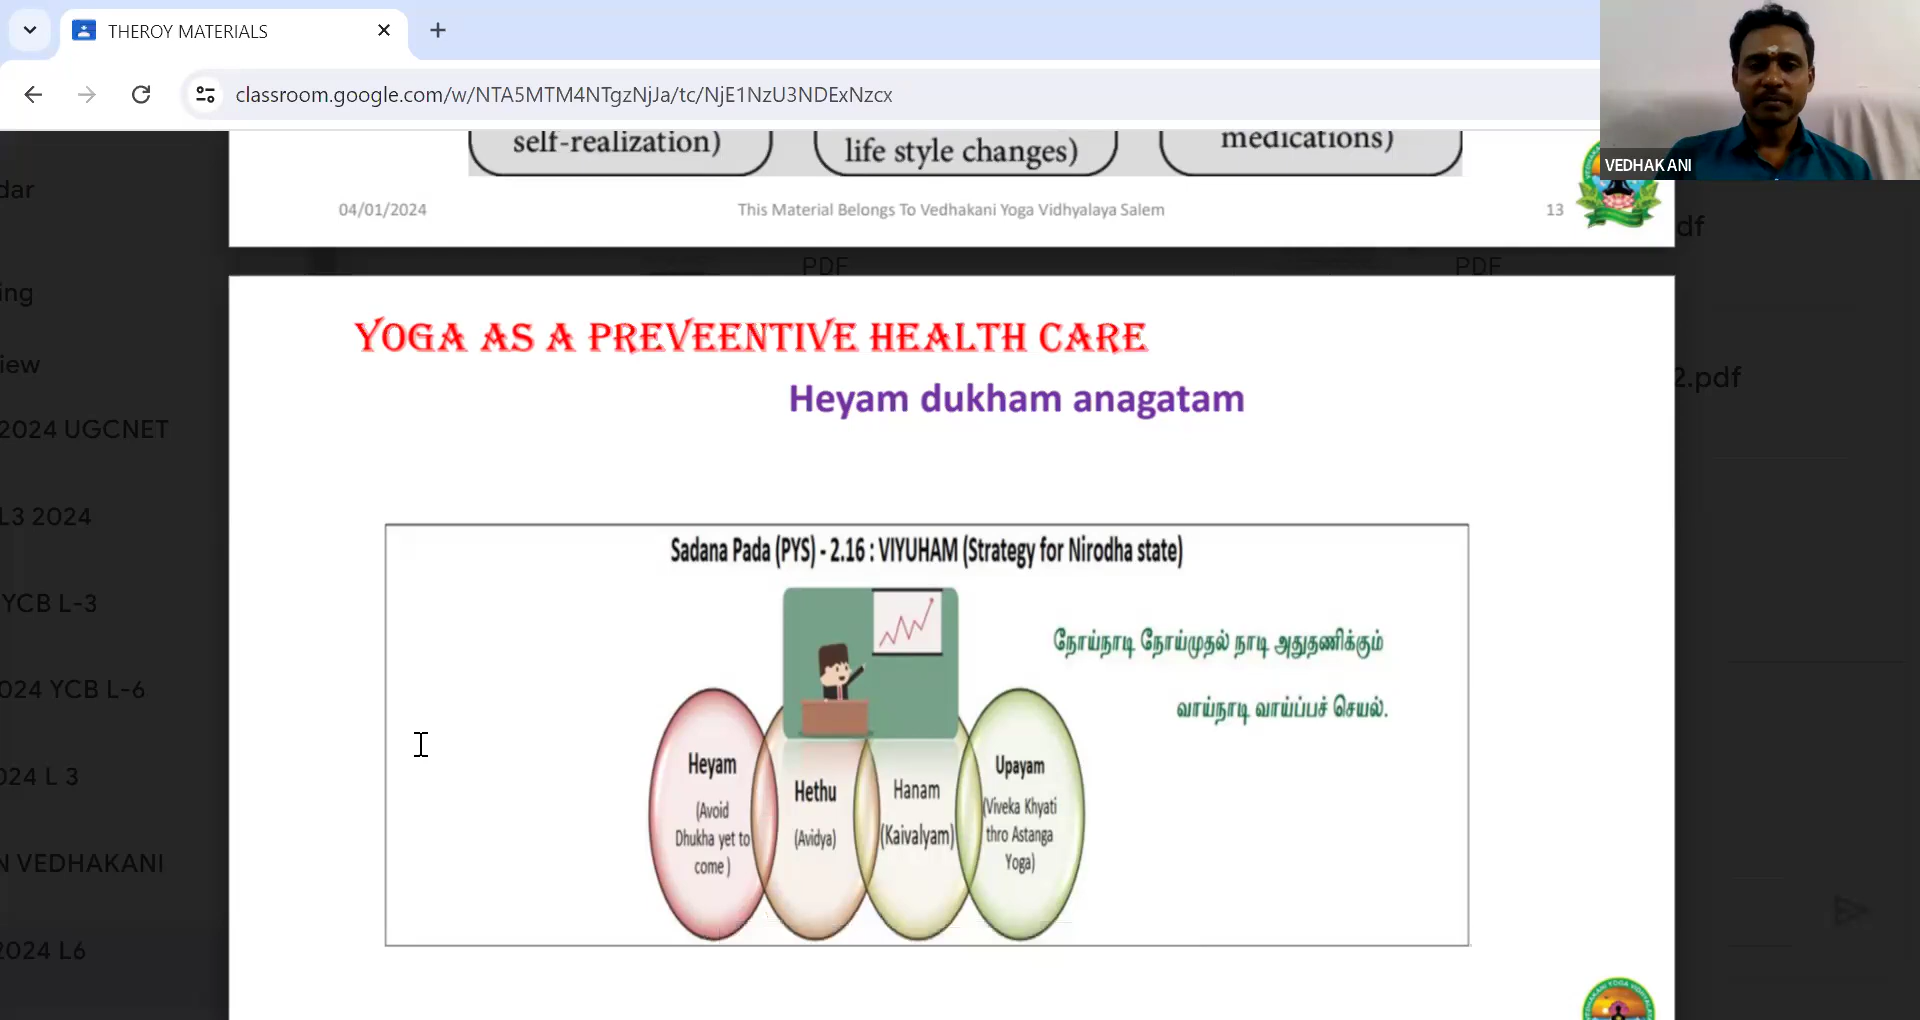 THEROY MATERIALS
classroom.google.com/w/NTA5MTM4NTgzNjJa/tc/NjE1NzU3NDExNzcx
VEDHAKANI
self-realization)
life style changes)
medications)
04/01/2024
This Material Belongs To Vedhakani Yoga Vidhyalaya Salem
13
PDF
PDF
df
2.pdf
dar
ing
iew
2024 UGCNET
L3 2024
YCB L-3
024 YCB L-6
024 L 3
N VEDHAKANI
2024 L6
YOGA AS A PREVEENTIVE HEALTH CARE
Heyam dukham anagatam
Sadana Pada (PYS) - 2.16 : VIYUHAM (Strategy for Nirodha state)
நோய்நாடி நோய்முதல் நாடி அதுதணிக்கும்
வாய்நாடி வாய்ப்பச் செயல்.
Heyam
(Avoid
Dhukha yet to
come )
Hethu
(Avidya)
Hanam
(Kaivalyam)
Upayam
(Viveka Khyati
thro Astanga
Yoga)